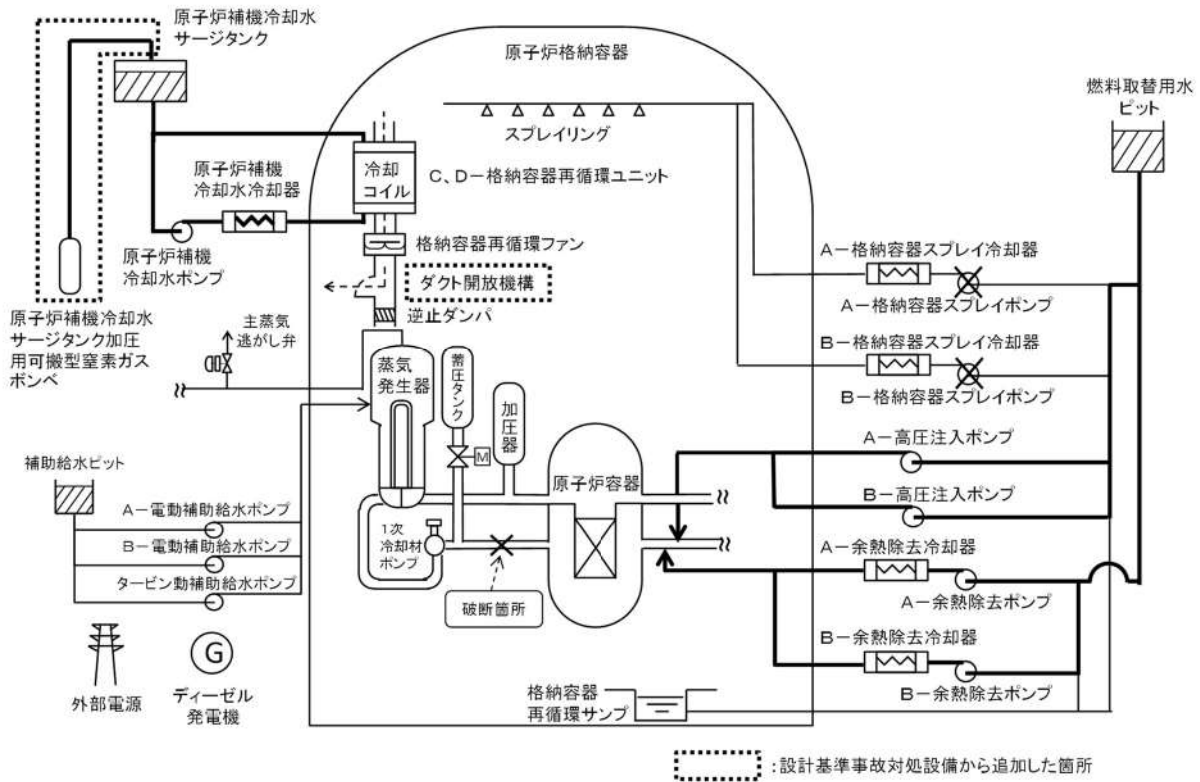 原子炉補機冷却水
サージタンク
原子炉格納容器
燃料取替用水
ピット
スプレイリング
冷却
コイル
C、D－格納容器再循環ユニット
原子炉補機
冷却水冷却器
原子炉補機
冷却水ポンプ
格納容器再循環ファン
ダクト開放機構
逆止ダンパ
A－格納容器スプレイ冷却器
A－格納容器スプレイポンプ
B－格納容器スプレイ冷却器
B－格納容器スプレイポンプ
原子炉補機冷却水
サージタンク加圧
用可搬型窒素ガス
ボンベ
主蒸気
逃がし弁
蒸気
発生器
蓄圧タンク
加圧器
M
原子炉容器
A－高圧注入ポンプ
B－高圧注入ポンプ
補助給水ピット
A－電動補助給水ポンプ
B－電動補助給水ポンプ
タービン動補助給水ポンプ
1次
冷却材
ポンプ
破断箇所
A－余熱除去冷却器
A－余熱除去ポンプ
B－余熱除去冷却器
B－余熱除去ポンプ
外部電源
G
ディーゼル
発電機
格納容器
再循環サンプ
:設計基準事故対処設備から追加した箇所